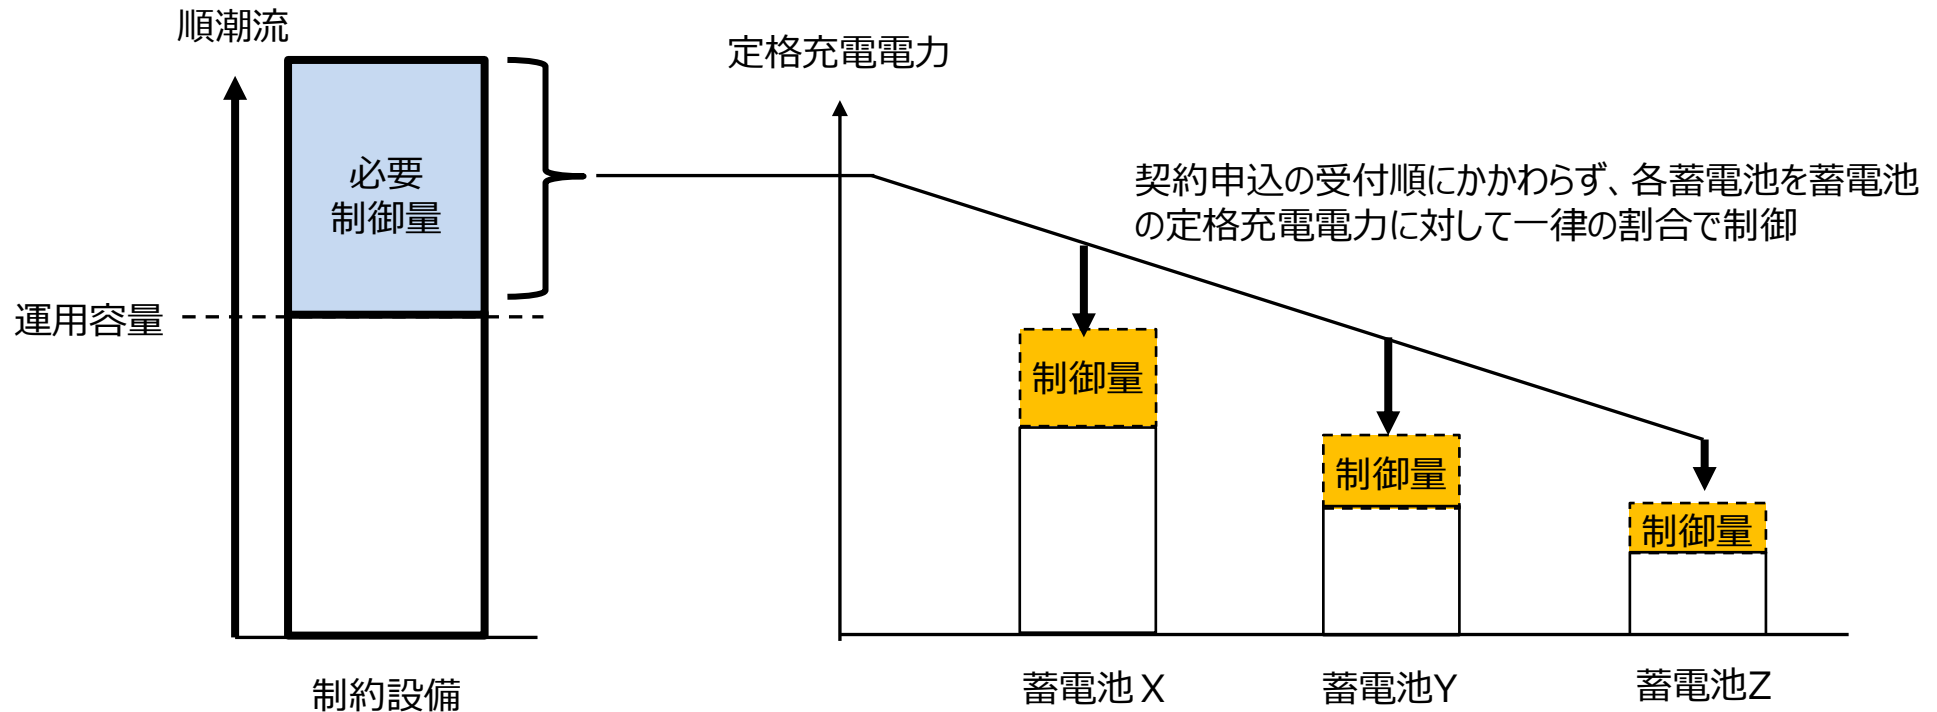 順潮流
必要
制御量
運用容量
制約設備
定格充電電力
契約申込の受付順にかかわらず、各蓄電池を蓄電池
の定格充電電力に対して一律の割合で制御
制御量
制御量
制御量
蓄電池X
蓄電池Y
蓄電池Z